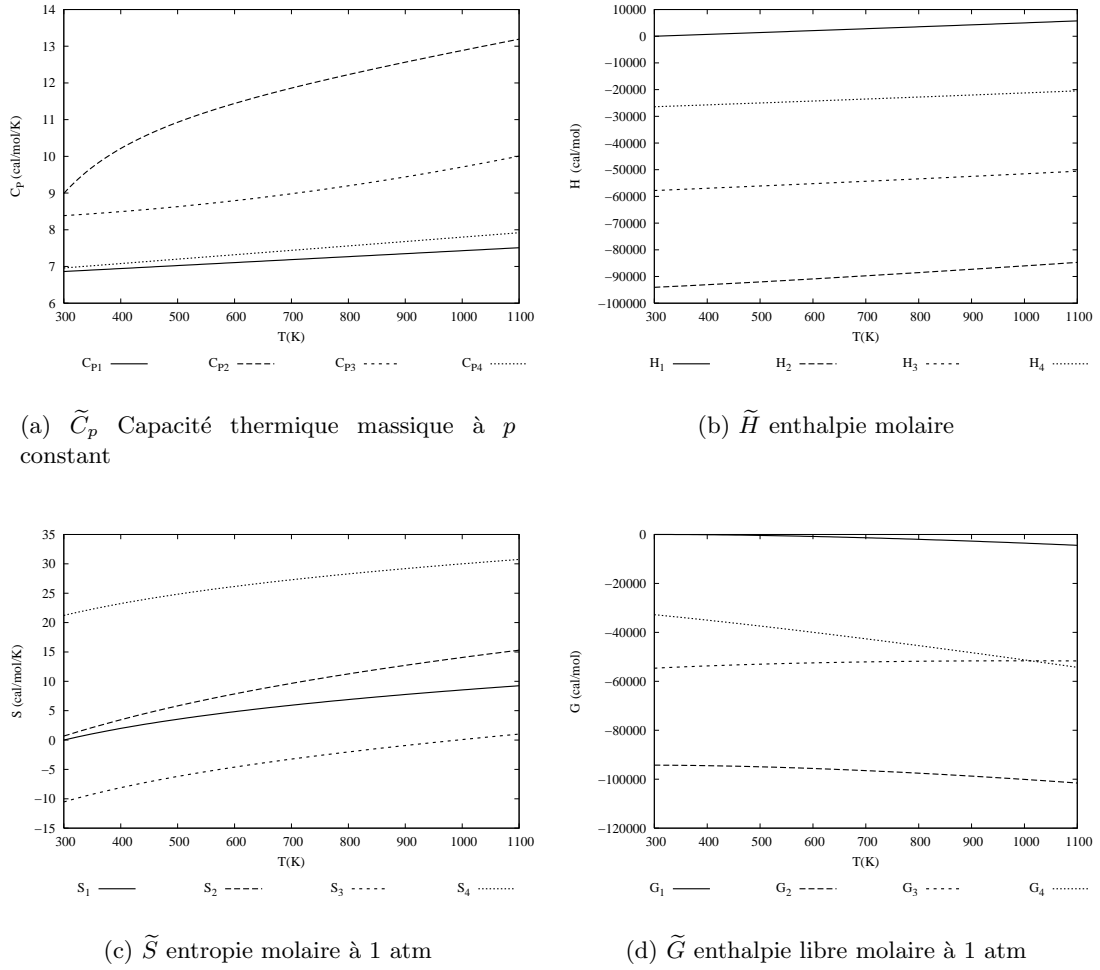 14
13
12
11
10
9
8
7
6
C_P (cal/mol/K)
300 400 500 600 700 800 900 1000 1100
T(K)
C_P1 C_P2 C_P3 C_P4
(a) C̃_p Capacité thermique massique à p
constant
10000
0
−10000
−20000
−30000
−40000
−50000
−60000
−70000
−80000
−90000
−100000
H (cal/mol)
300 400 500 600 700 800 900 1000 1100
T(K)
H_1 H_2 H_3 H_4
(b) H̃ enthalpie molaire
35
30
25
20
15
10
5
0
−5
−10
−15
S (cal/mol/K)
300 400 500 600 700 800 900 1000 1100
T(K)
S_1 S_2 S_3 S_4
(c) S̃ entropie molaire à 1 atm
0
−20000
−40000
−60000
−80000
−100000
−120000
G (cal/mol)
300 400 500 600 700 800 900 1000 1100
T(K)
G_1 G_2 G_3 G_4
(d) G̃ enthalpie libre molaire à 1 atm